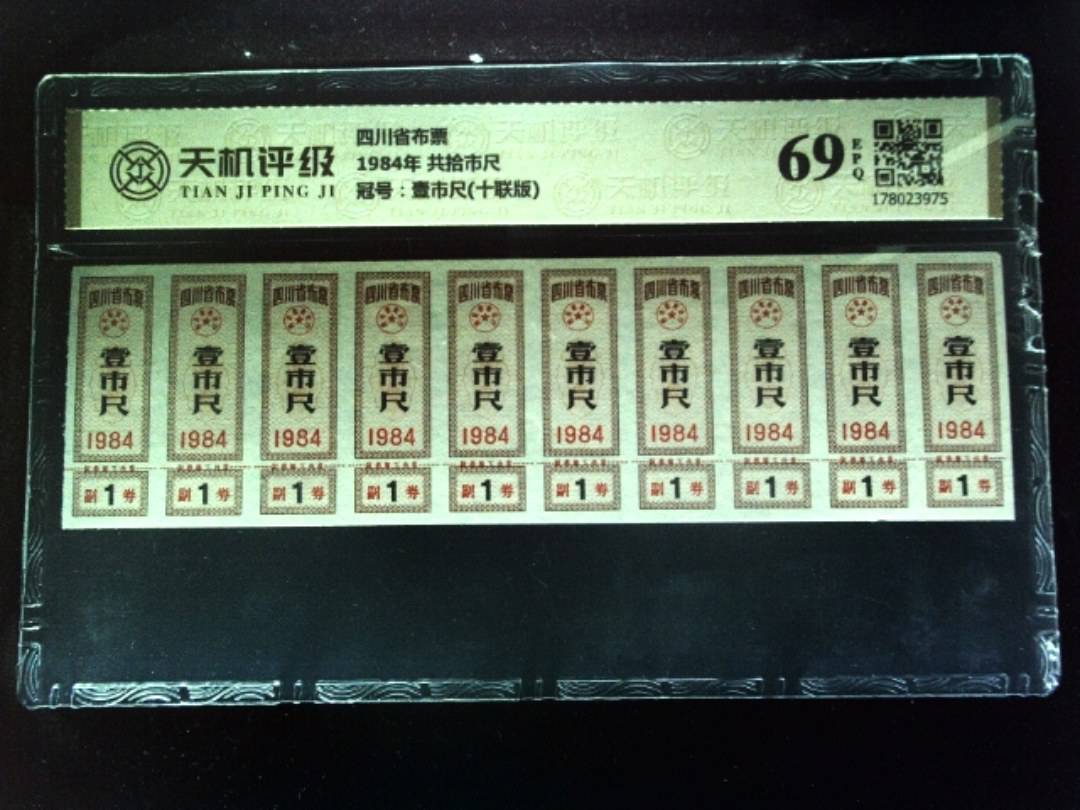 天机评级
TIAN JI PING JI
四川省布票
1984年 共拾市尺
冠号：壹市尺(十联版)
69
EPQ
178023975
四川省布票 四川省布票 四川省布票 四川省布票 四川省布票 四川省布票 四川省布票 四川省布票 四川省布票 四川省布票
壹市尺 壹市尺 壹市尺 壹市尺 壹市尺 壹市尺 壹市尺 壹市尺 壹市尺 壹市尺
1984 1984 1984 1984 1984 1984 1984 1984 1984 1984
副1券 副1券 副1券 副1券 副1券 副1券 副1券 副1券 副1券 副1券